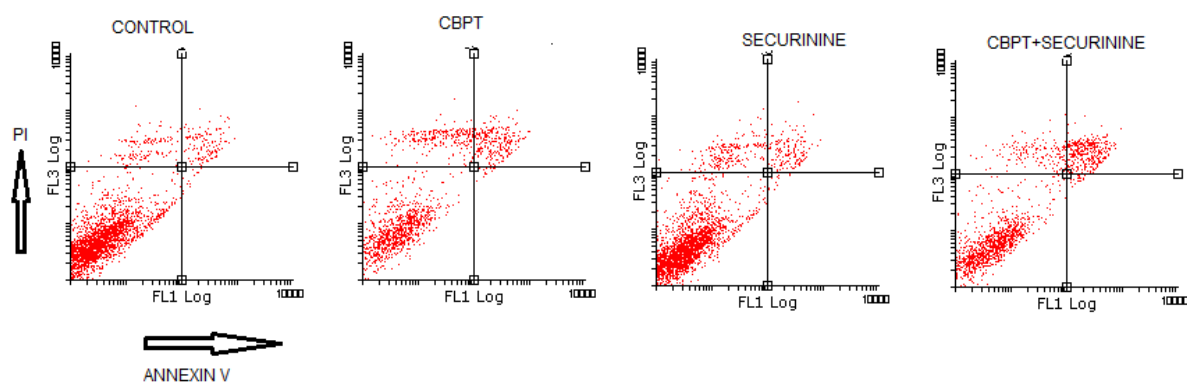 CONTROL
CBPT
SECURININE
CBPT+SECURININE
PI
FL3 Log
FL3 Log
FL3 Log
FL3 Log
FL1 Log
FL1 Log
FL1 Log
FL1 Log
ANNEXIN V